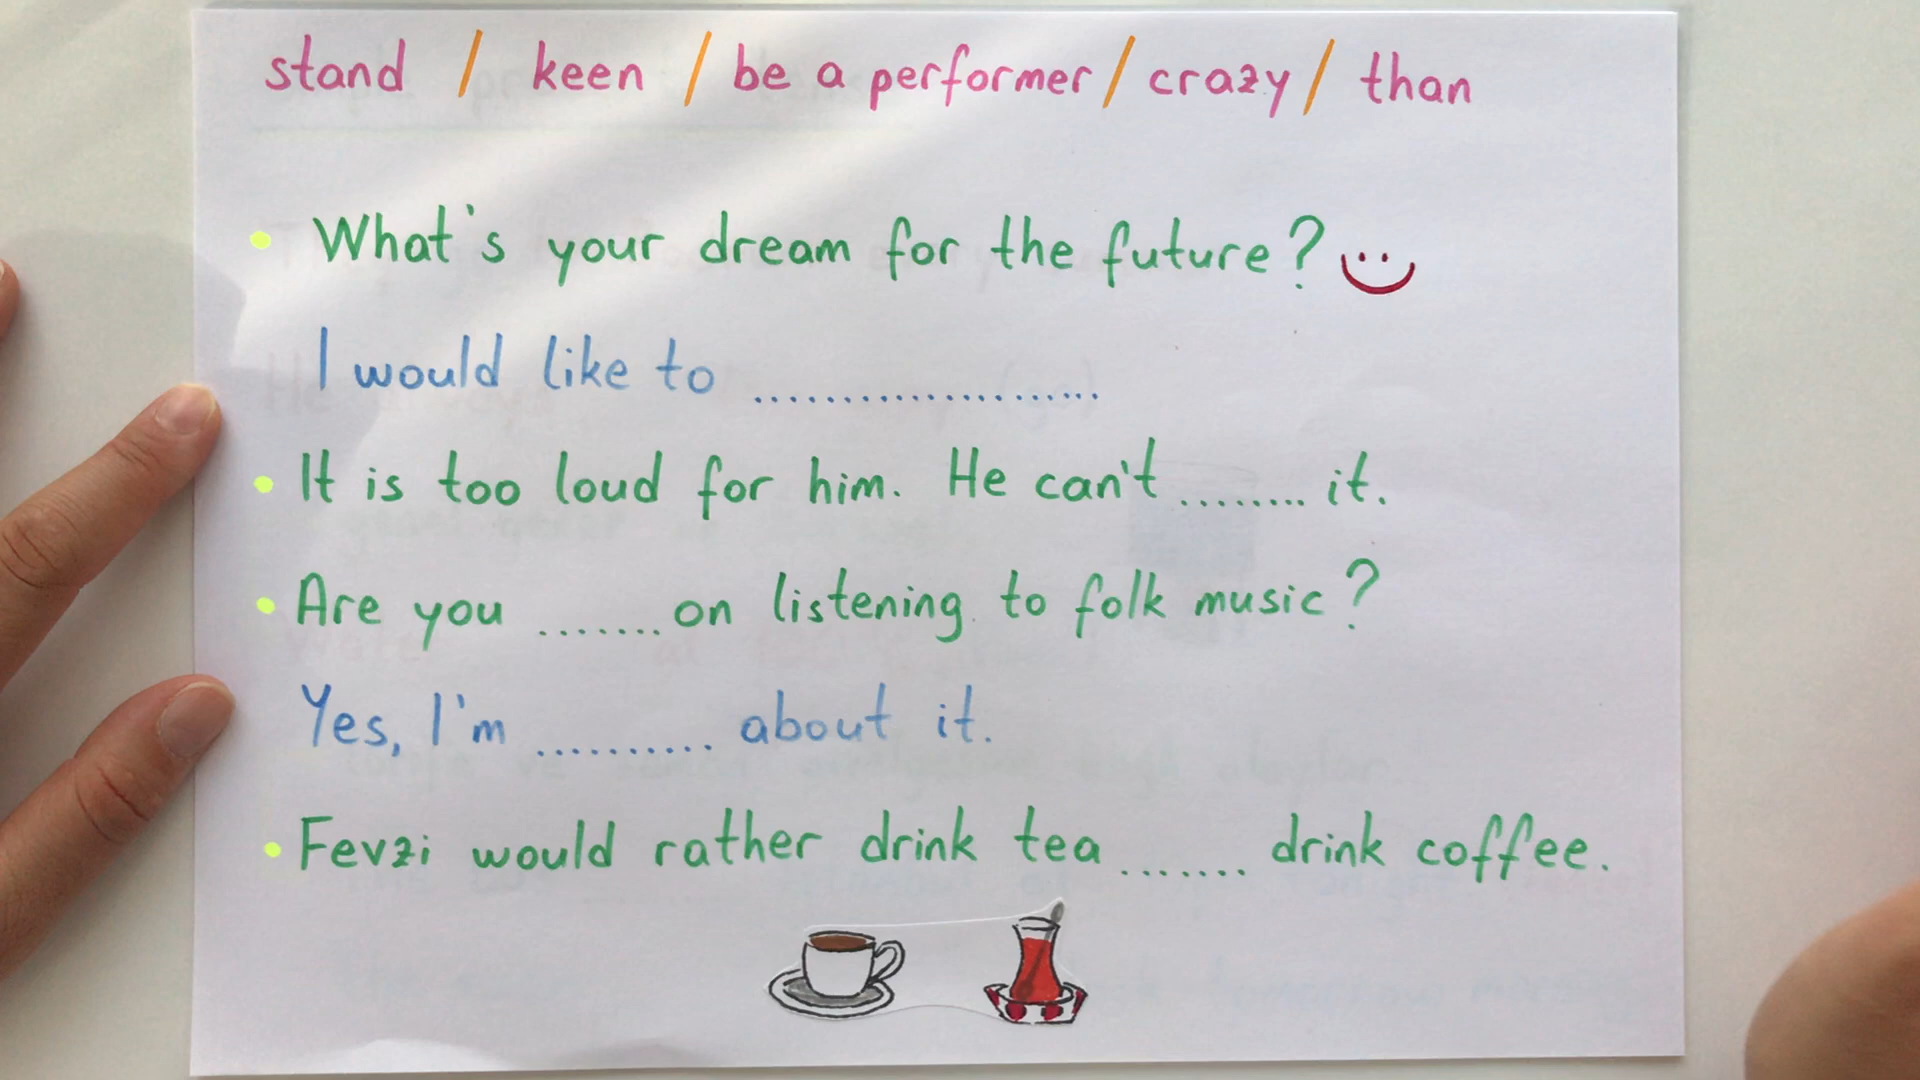 stand / keen / be a performer / crazy / than
• What's your dream for the future?
I would like to .......................
• It is too loud for him. He can't ......... it.
• Are you ....... on listening to folk music?
Yes, I'm .......... about it.
• Fevzi would rather drink tea ....... drink coffee.